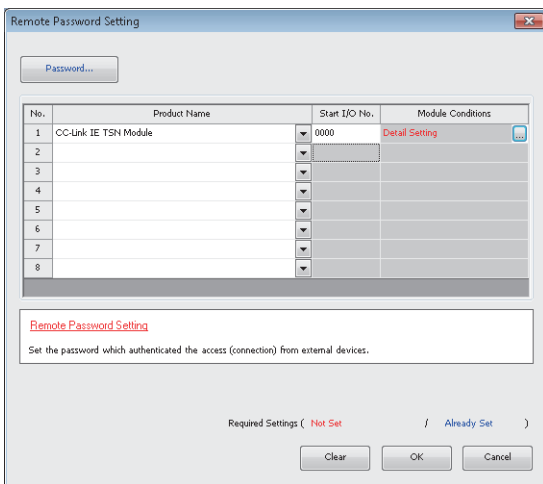 Remote Password Setting
Password...
No. Product Name Start I/O No. Module Conditions
1 CC-Link IE TSN Module 0000 Detail Setting ...
2
3
4
5
6
7
8
Remote Password Setting
Set the password which authenticated the access (connection) from external devices.
Required Settings ( Not Set / Already Set )
Clear OK Cancel